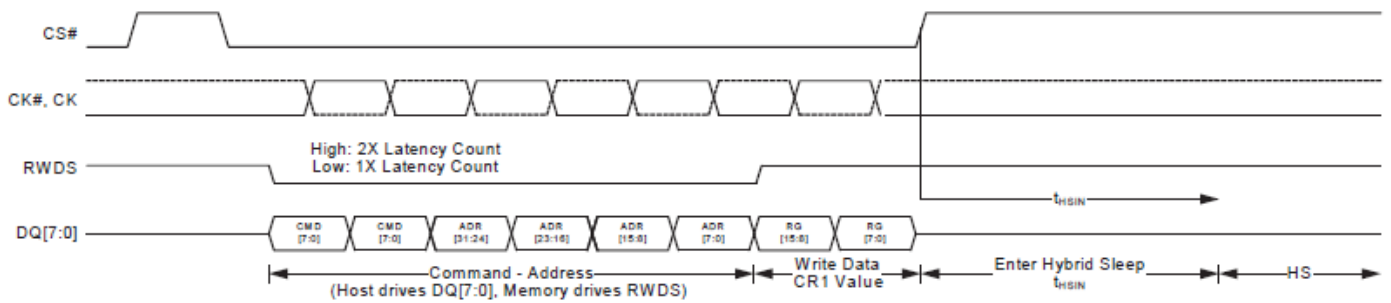 CS#
CK#, CK
High: 2X Latency Count
Low: 1X Latency Count
RWDS
tHSIN
DQ[7:0]
CMD [7:0]
CMD [7:0]
ADR [31:24]
ADR [23:16]
ADR [15:8]
ADR [7:0]
RG [15:8]
RG [7:0]
Command - Address
(Host drives DQ[7:0], Memory drives RWDS)
Write Data
CR1 Value
Enter Hybrid Sleep
tHSIN
HS